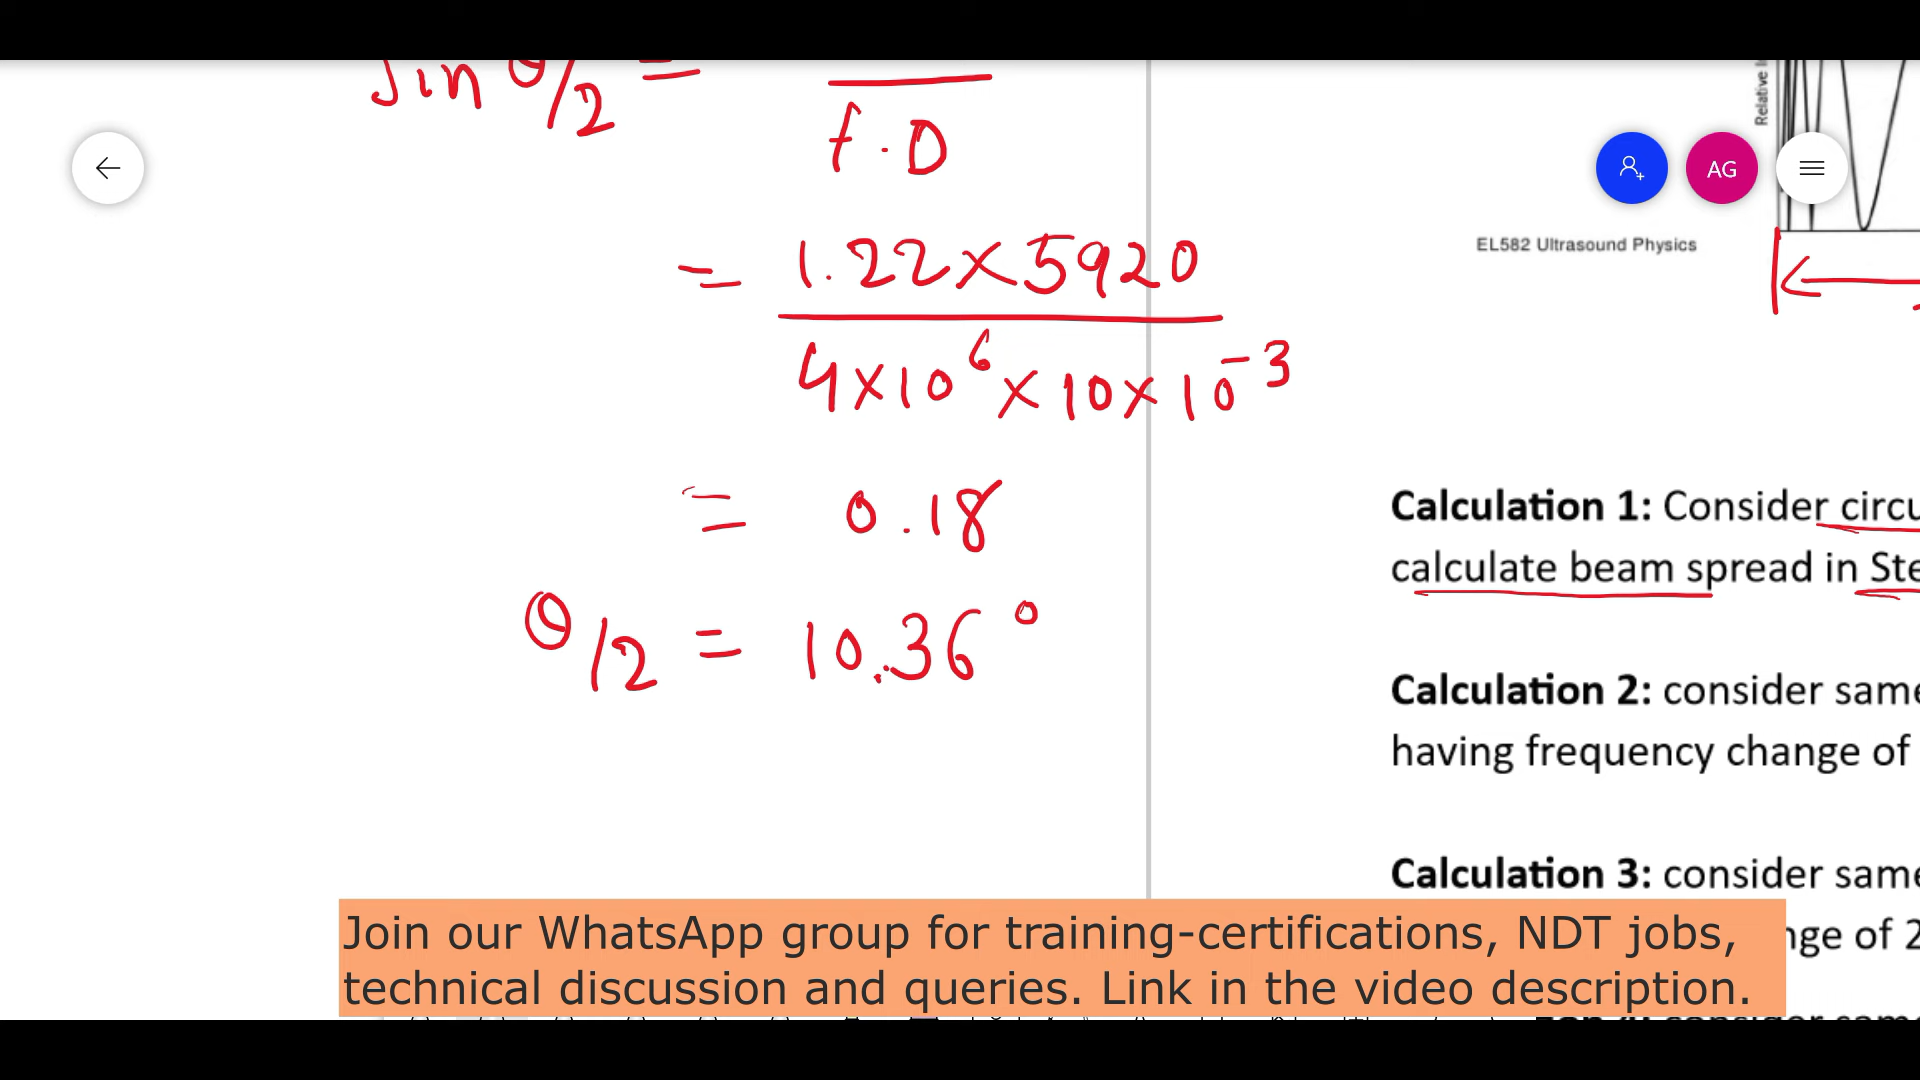 Sin θ/2 =
f . D
Relative
AG
= 1.22 × 5920
4 × 10⁶ × 10 × 10⁻³
EL582 Ultrasound Physics
= 0.18
θ/2 = 10.36°
Calculation 1: Consider circu
calculate beam spread in Ste
Calculation 2: consider same
having frequency change of
Calculation 3: consider same
nge of 2
Join our WhatsApp group for training-certifications, NDT jobs,
technical discussion and queries. Link in the video description.